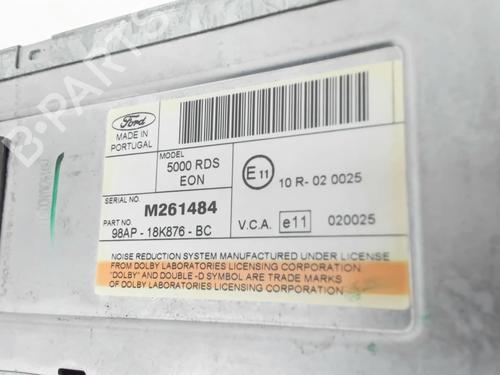 B-PARTS
Ford
MADE IN
PORTUGAL
MODEL
5000 RDS
EON
E 11
10 R- 02 0025
SERIAL NO.
M261484
PART NO.
98AP - 18K876 - BC
V.C.A.
e11
020025
NOISE REDUCTION SYSTEM MANUFACTURED UNDER LICENSE
FROM DOLBY LABORATORIES LICENSING CORPORATION
"DOLBY" AND DOUBLE -D SYMBOL ARE TRADE MARKS
OF DOLBY LABORATORIES LICENSING CORPORATION